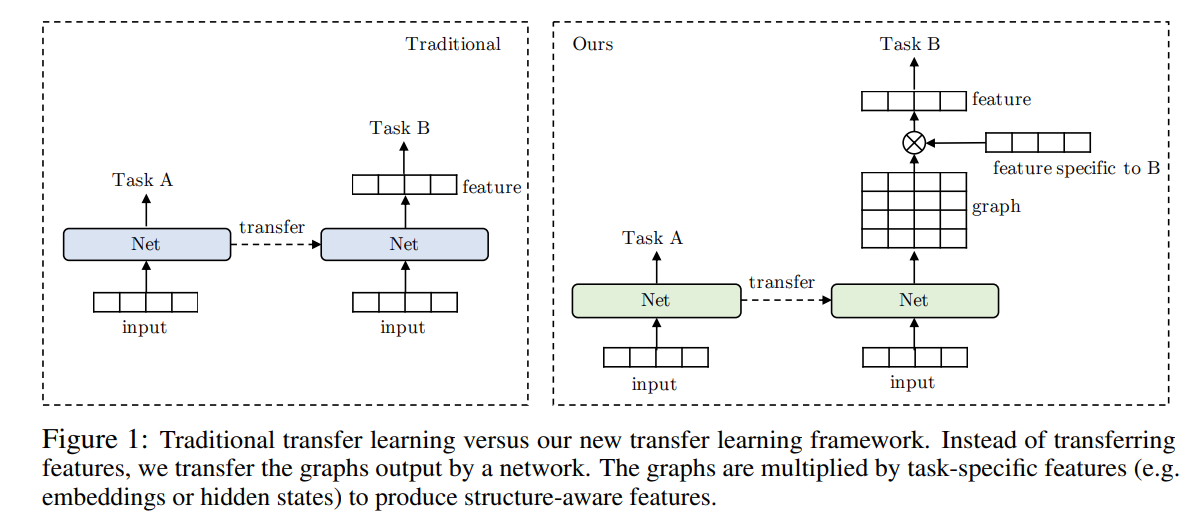 Traditional
Task B
Task A
feature
transfer
Net
Net
input
input
Ours
Task B
feature
feature specific to B
graph
Task A
transfer
Net
Net
input
input
Figure 1: Traditional transfer learning versus our new transfer learning framework. Instead of transferring
features, we transfer the graphs output by a network. The graphs are multiplied by task-specific features (e.g.
embeddings or hidden states) to produce structure-aware features.